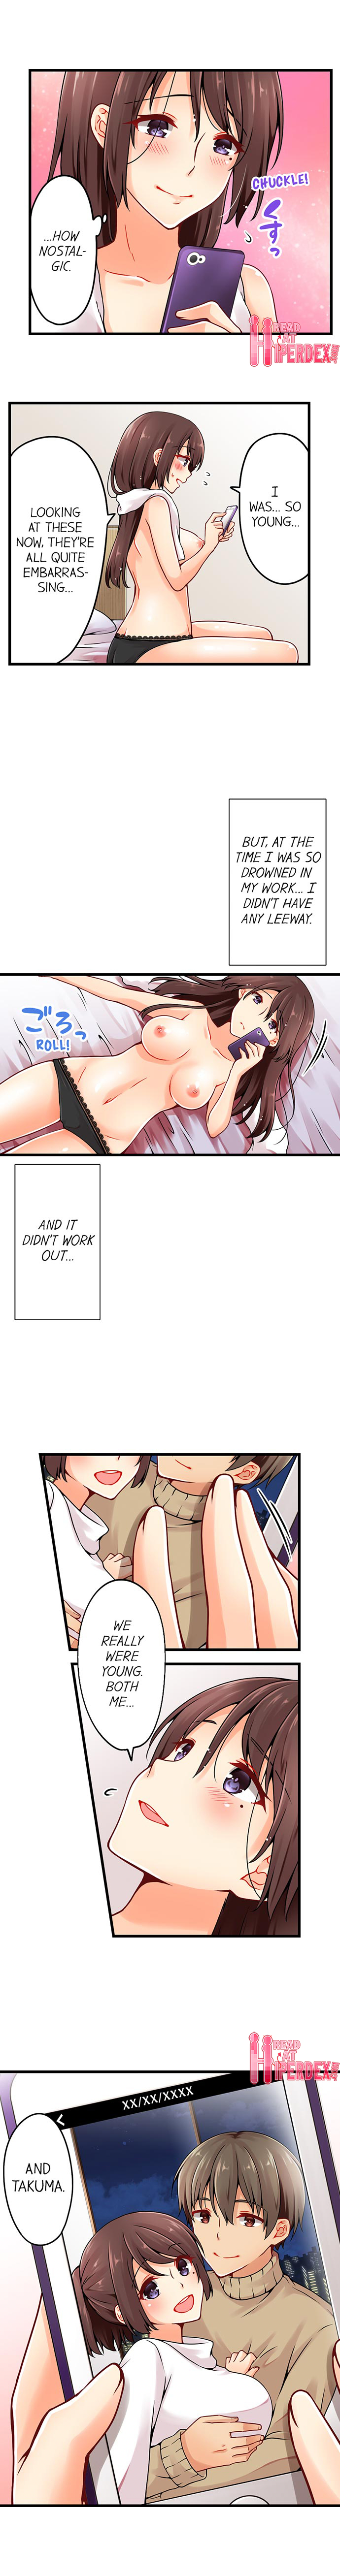 ...HOW
NOSTAL-
GIC.
CHUCKLE!
くすっ
READ
AT
HIPERDEX!!
I
WAS... SO
YOUNG...
LOOKING
AT THESE
NOW, THEY'RE
ALL QUITE
EMBARRAS-
SING...
BUT, AT THE
TIME I WAS SO
DROWNED IN
MY WORK... I
DIDN'T HAVE
ANY LEEWAY.
ごろっ
ROLL!
AND IT
DIDN'T WORK
OUT...
WE
REALLY
WERE
YOUNG.
BOTH
ME...
READ
AT
HIPERDEX!!
<
XX/XX/XXXX
AND
TAKUMA.